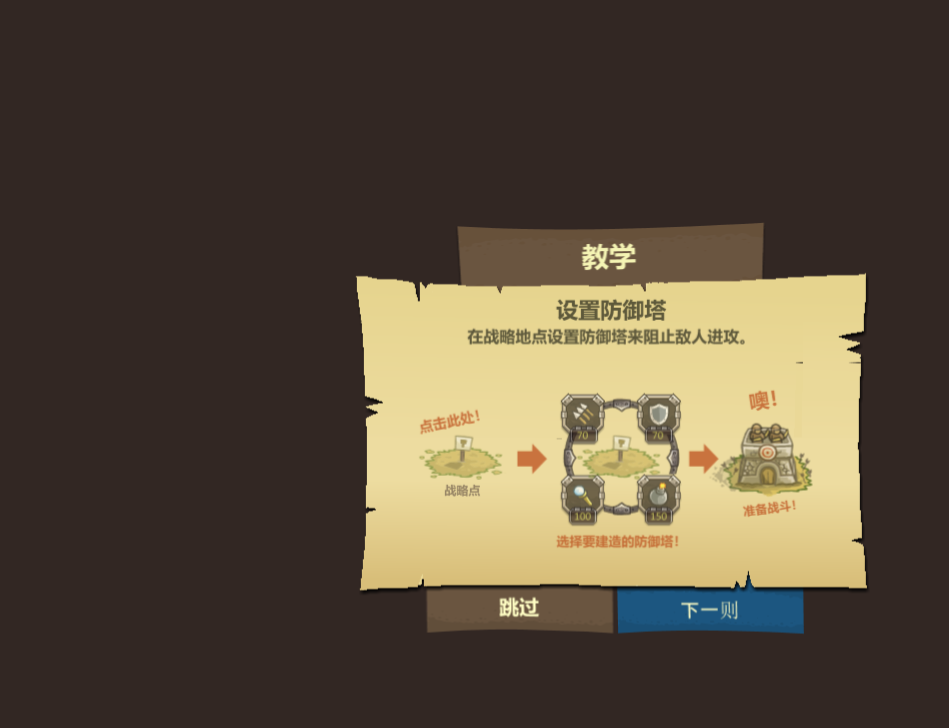 教学
设置防御塔
在战略地点设置防御塔来阻止敌人进攻。
点击此处！
战略点
70
70
100
150
选择要建造的防御塔！
噢！
准备战斗！
跳过
下一则